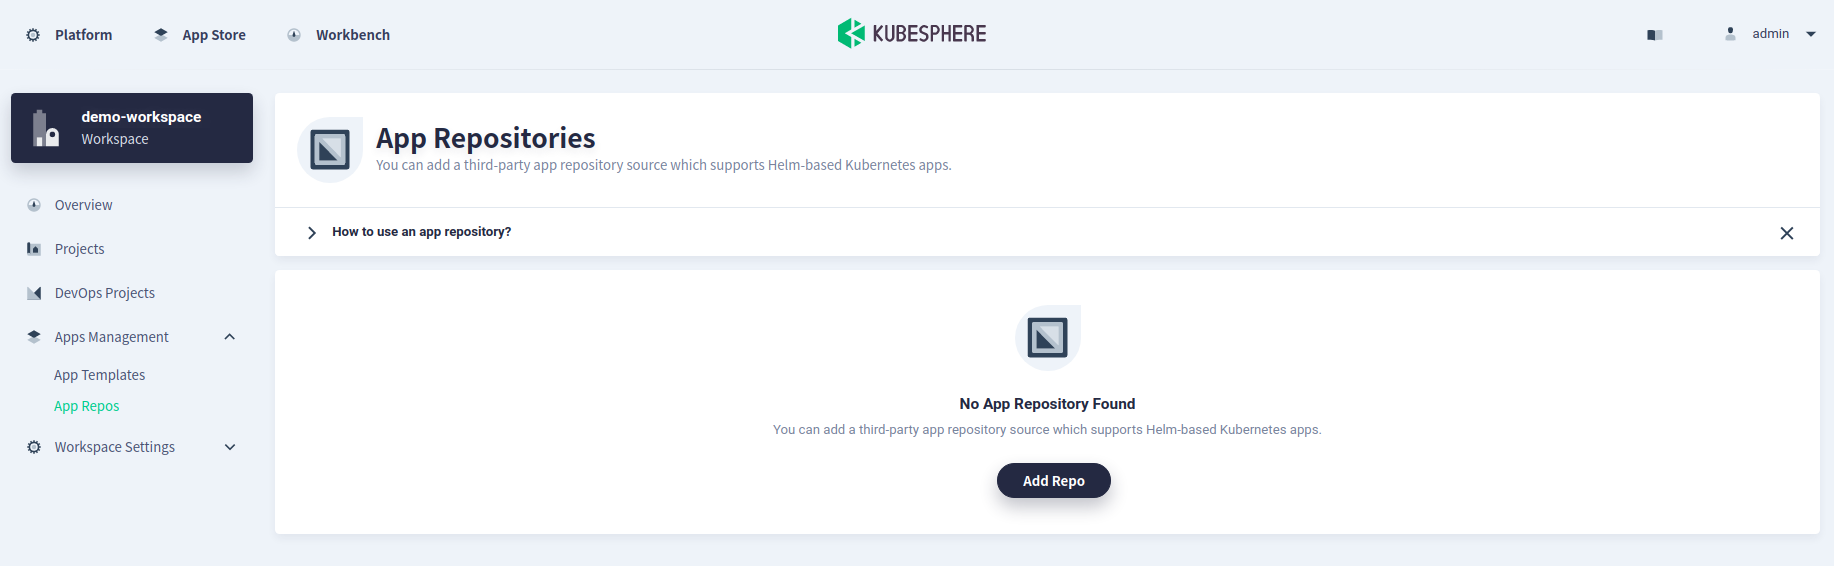 Platform
App Store
Workbench
KUBESPHERE
admin
demo-workspace
Workspace
Overview
Projects
DevOps Projects
Apps Management
App Templates
App Repos
Workspace Settings
App Repositories
You can add a third-party app repository source which supports Helm-based Kubernetes apps.
How to use an app repository?
No App Repository Found
You can add a third-party app repository source which supports Helm-based Kubernetes apps.
Add Repo